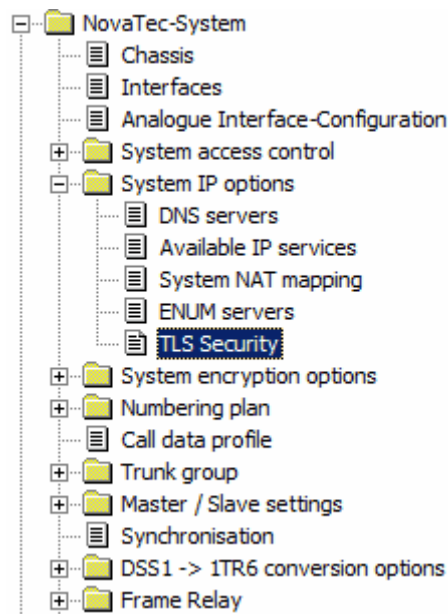 NovaTec-System
Chassis
Interfaces
Analogue Interface-Configuration
System access control
System IP options
DNS servers
Available IP services
System NAT mapping
ENUM servers
TLS Security
System encryption options
Numbering plan
Call data profile
Trunk group
Master / Slave settings
Synchronisation
DSS1 -> 1TR6 conversion options
Frame Relay